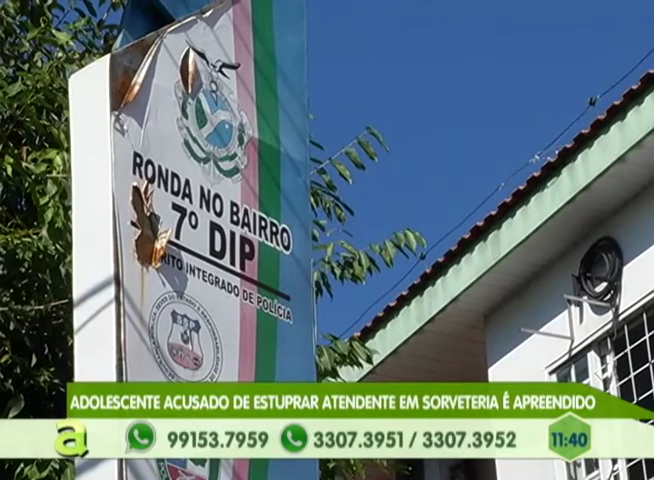 RONDA NO BAIRRO
7º DIP
INTEGRADO DE POLÍCIA
ADOLESCENTE ACUSADO DE ESTUPRAR ATENDENTE EM SORVETERIA É APREENDIDO
a 99153.7959 3307.3951 / 3307.3952 11:40